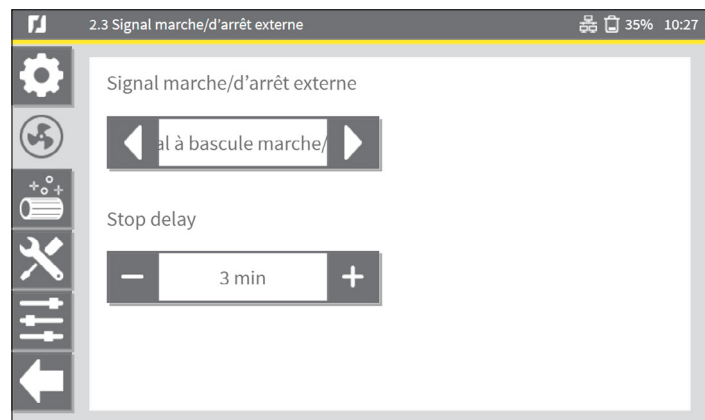 2.3 Signal marche/d’arrêt externe 35% 10:27
Signal marche/d’arrêt externe
al à bascule marche/
Stop delay
3 min